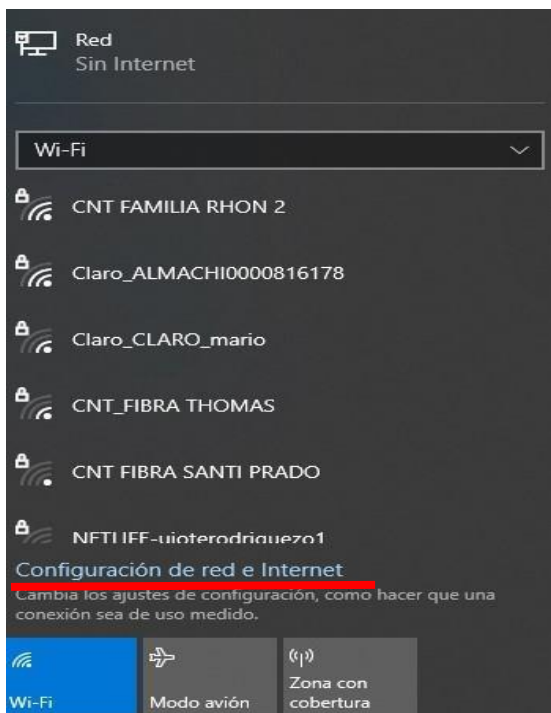 Red
Sin Internet
Wi-Fi
CNT FAMILIA RHON 2
Claro_ALMACHI0000816178
Claro_CLARO_mario
CNT_FIBRA THOMAS
CNT FIBRA SANTI PRADO
NETLIFE-uioterodriguezo1
Configuración de red e Internet
Cambia los ajustes de configuración, como hacer que una
conexión sea de uso medido.
Wi-Fi
Modo avión
Zona con
cobertura